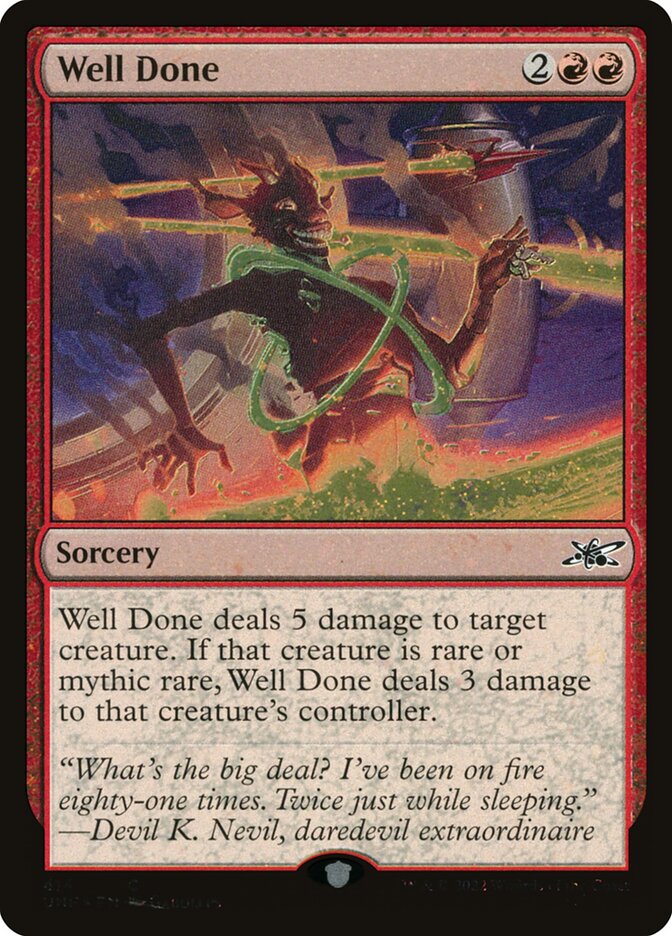 Well Done
2
Sorcery
Well Done deals 5 damage to target
creature. If that creature is rare or
mythic rare, Well Done deals 3 damage
to that creature's controller.
“What's the big deal? I've been on fire
eighty-one times. Twice just while sleeping.”
—Devil K. Nevil, daredevil extraordinaire